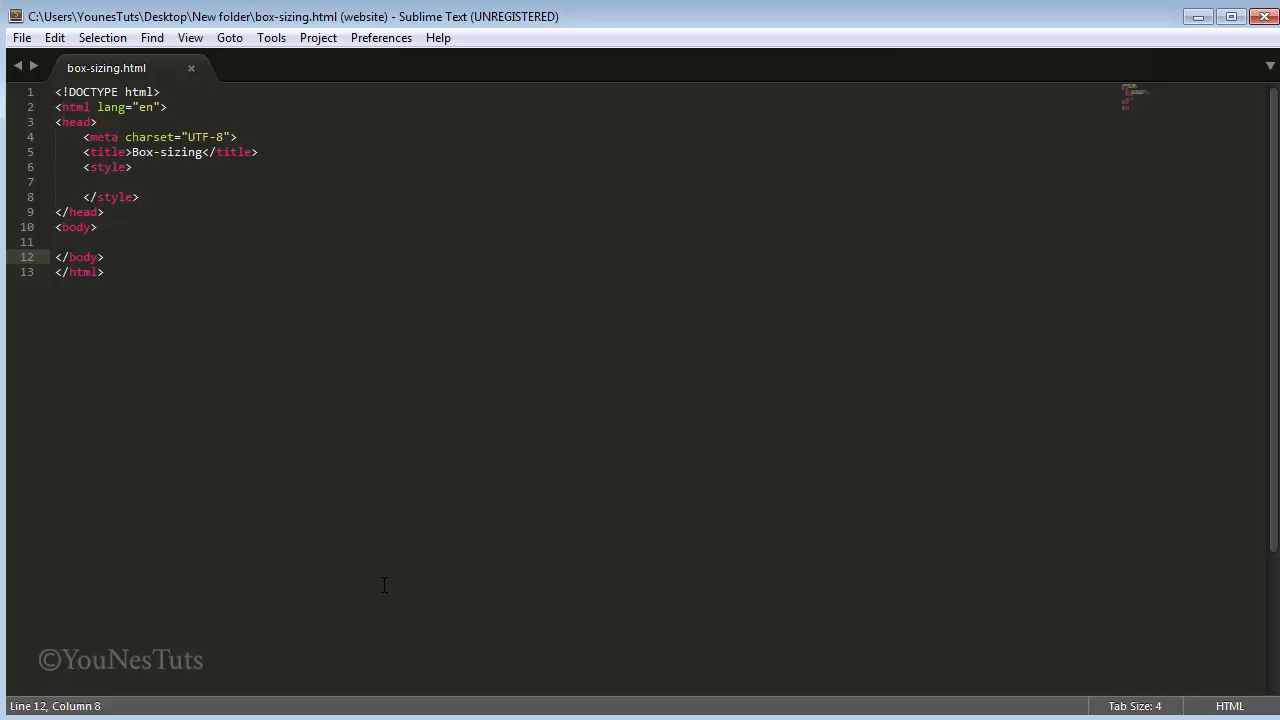 C:\Users\YounesTuts\Desktop\New folder\box-sizing.html (website) - Sublime Text (UNREGISTERED)
File Edit Selection Find View Goto Tools Project Preferences Help
box-sizing.html ×
1 <!DOCTYPE html>
2 <html lang="en">
3 <head>
4 <meta charset="UTF-8">
5 <title>Box-sizing</title>
6 <style>
7
8 </style>
9 </head>
10 <body>
11
12 </body>
13 </html>
©YouNesTuts
Line 12, Column 8 Tab Size: 4 HTML